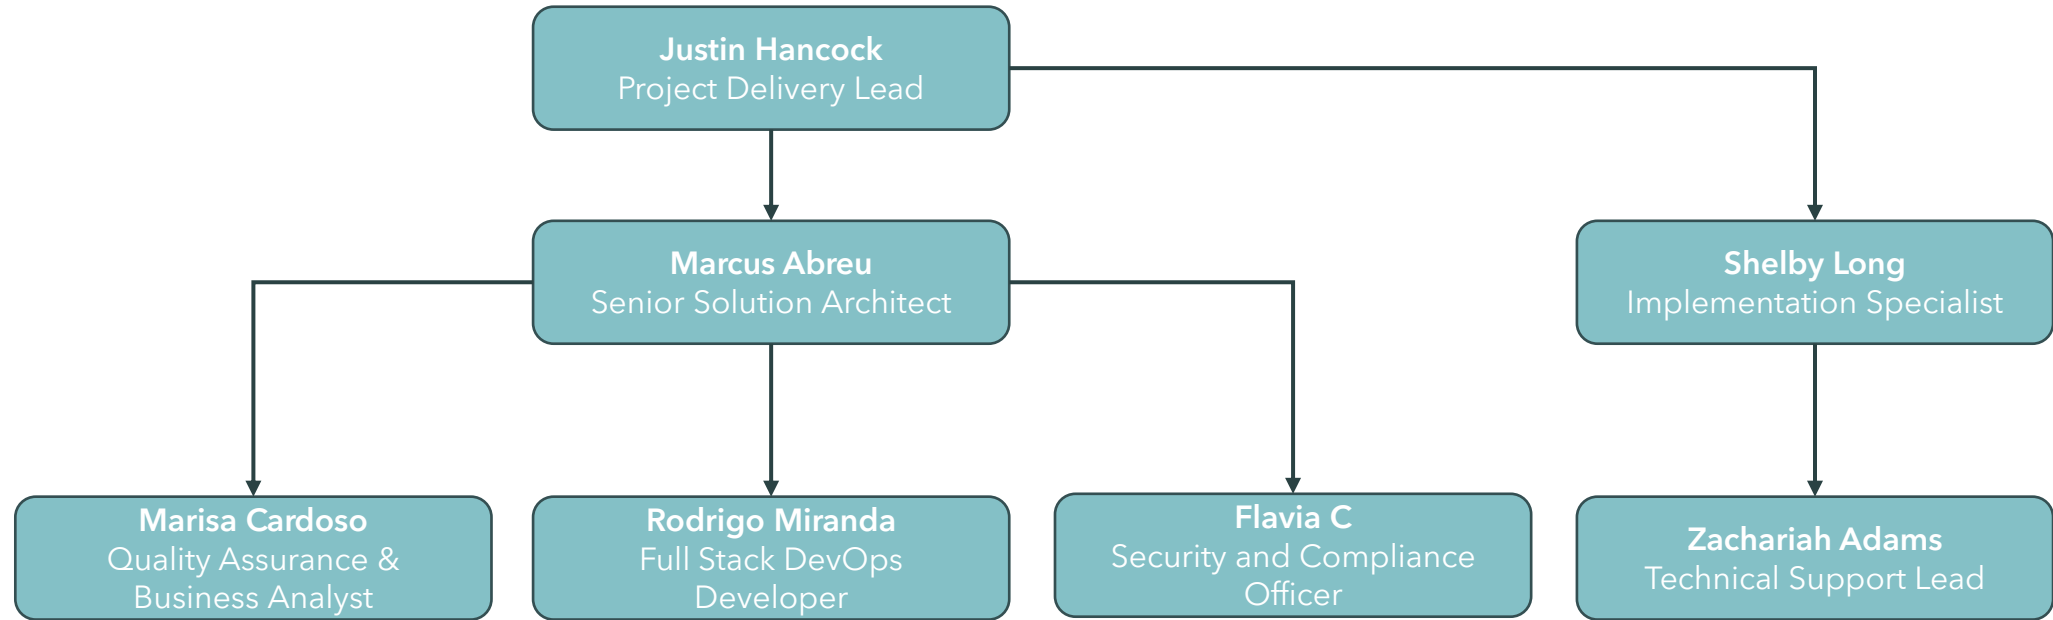 Justin Hancock
Project Delivery Lead
Marcus Abreu
Senior Solution Architect
Shelby Long
Implementation Specialist
Marisa Cardoso
Quality Assurance &
Business Analyst
Rodrigo Miranda
Full Stack DevOps
Developer
Flavia C
Security and Compliance
Officer
Zachariah Adams
Technical Support Lead